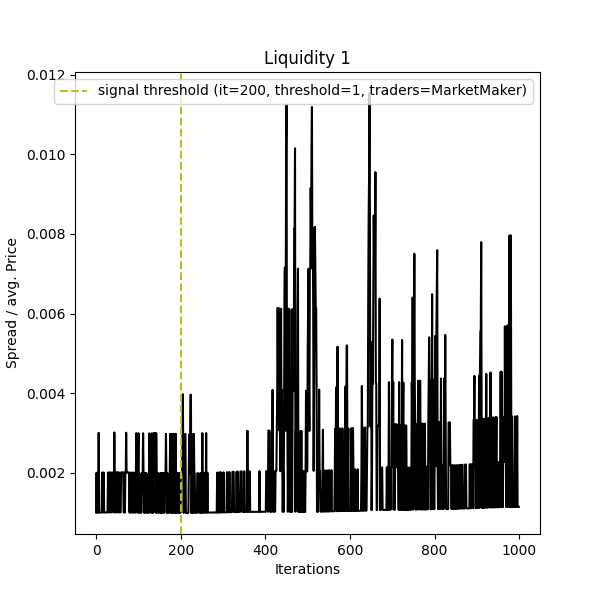 Liquidity 1
signal threshold (it=200, threshold=1, traders=MarketMaker)
0.012
0.010
0.008
0.006
0.004
0.002
Spread / avg. Price
0 200 400 600 800 1000
Iterations